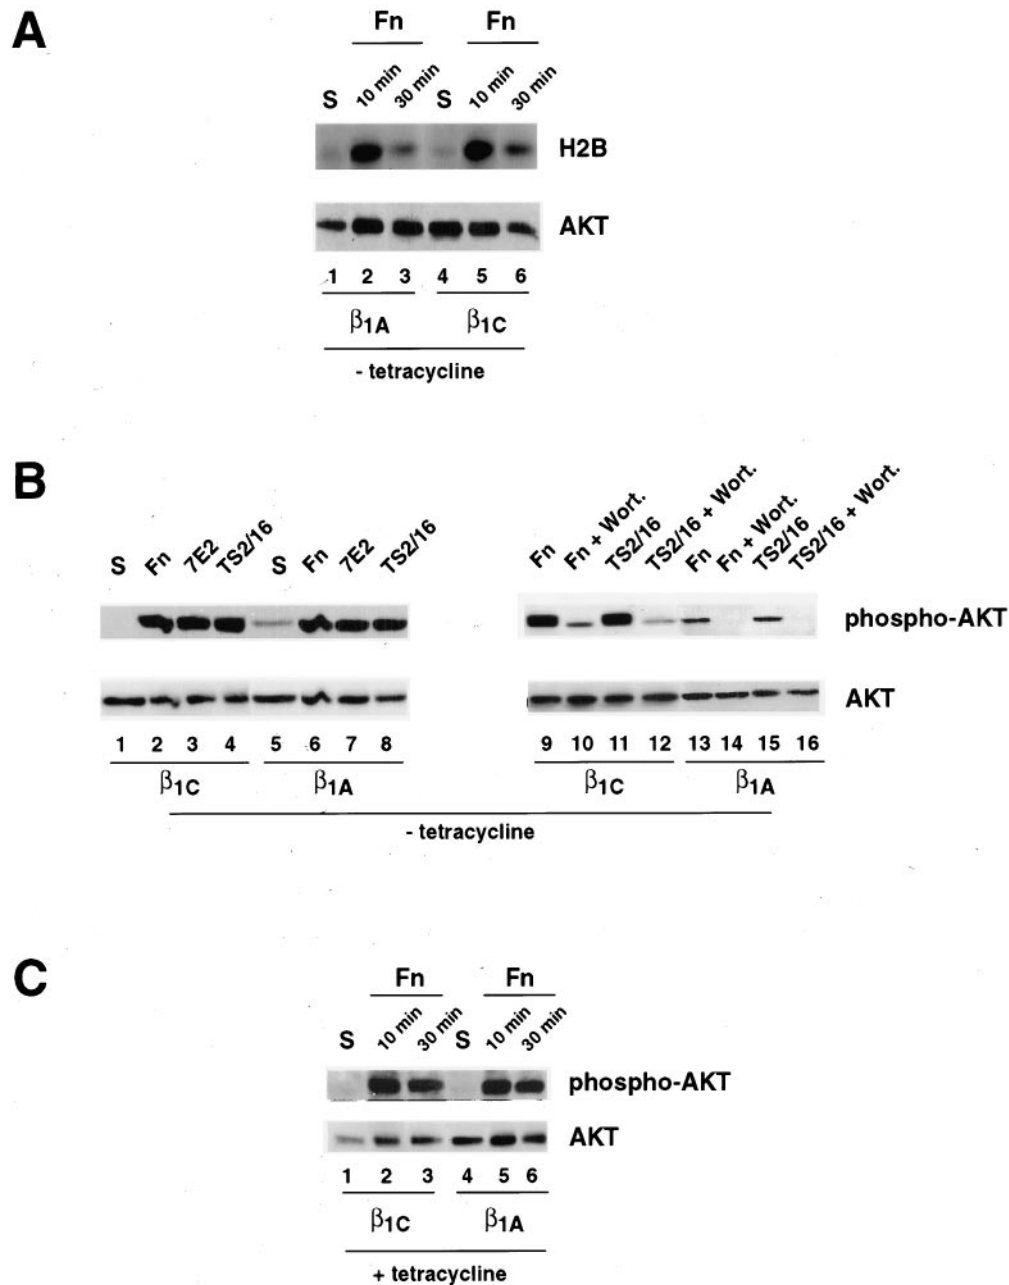 A
Fn Fn
S 10 min 30 min S 10 min 30 min
H2B
AKT
1 2 3 4 5 6
β1A β1C
- tetracycline
B
S Fn 7E2 TS2/16 S Fn 7E2 TS2/16 Fn Fn + Wort. TS2/16 TS2/16 + Wort. Fn Fn + Wort. TS2/16 TS2/16 + Wort.
phospho-AKT
AKT
1 2 3 4 5 6 7 8 9 10 11 12 13 14 15 16
β1C β1A β1C β1A
- tetracycline
C
Fn Fn
S 10 min 30 min S 10 min 30 min
phospho-AKT
AKT
1 2 3 4 5 6
β1C β1A
+ tetracycline